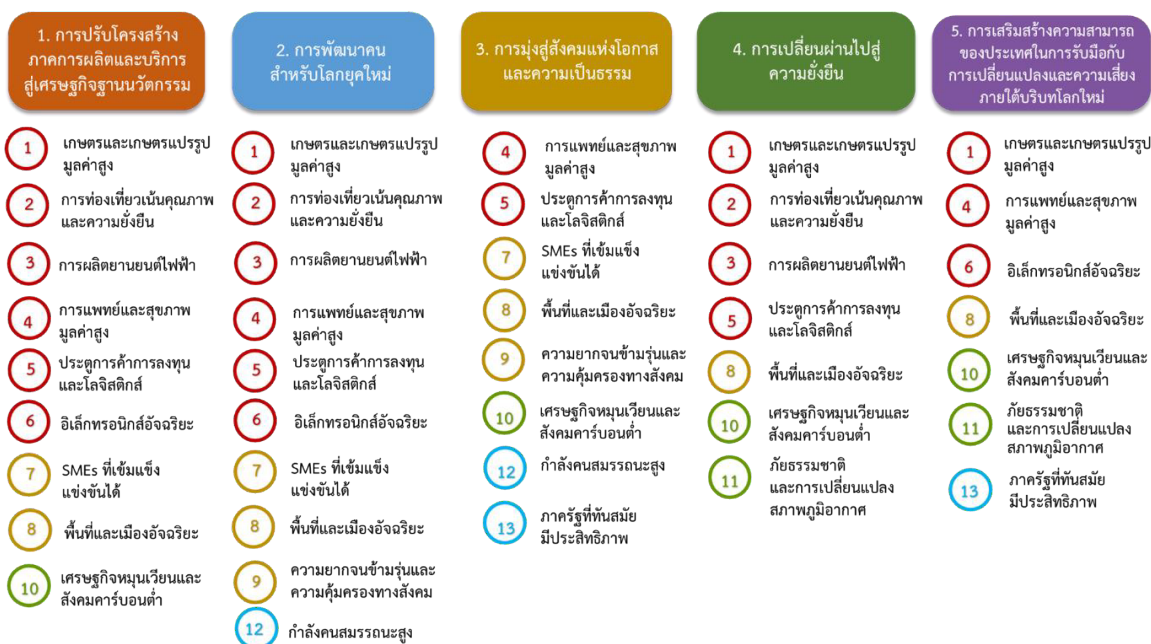 1. การปรับโครงสร้าง
ภาคการผลิตและบริการ
สู่เศรษฐกิจฐานนวัตกรรม
1
เกษตรและเกษตรแปรรูป
มูลค่าสูง
2
การท่องเที่ยวเน้นคุณภาพ
และความยั่งยืน
3
การผลิตยานยนต์ไฟฟ้า
4
การแพทย์และสุขภาพ
มูลค่าสูง
5
ประตูการค้าการลงทุน
และโลจิสติกส์
6
อิเล็กทรอนิกส์อัจฉริยะ
7
SMEs ที่เข้มแข็ง
แข่งขันได้
8
พื้นที่และเมืองอัจฉริยะ
10
เศรษฐกิจหมุนเวียนและ
สังคมคาร์บอนต่ำ
2. การพัฒนาคน
สำหรับโลกยุคใหม่
1
เกษตรและเกษตรแปรรูป
มูลค่าสูง
2
การท่องเที่ยวเน้นคุณภาพ
และความยั่งยืน
3
การผลิตยานยนต์ไฟฟ้า
4
การแพทย์และสุขภาพ
มูลค่าสูง
5
ประตูการค้าการลงทุน
และโลจิสติกส์
6
อิเล็กทรอนิกส์อัจฉริยะ
7
SMEs ที่เข้มแข็ง
แข่งขันได้
8
พื้นที่และเมืองอัจฉริยะ
9
ความยากจนข้ามรุ่นและ
ความคุ้มครองทางสังคม
12
กำลังคนสมรรถนะสูง
3. การมุ่งสู่สังคมแห่งโอกาส
และความเป็นธรรม
4
การแพทย์และสุขภาพ
มูลค่าสูง
5
ประตูการค้าการลงทุน
และโลจิสติกส์
7
SMEs ที่เข้มแข็ง
แข่งขันได้
8
พื้นที่และเมืองอัจฉริยะ
9
ความยากจนข้ามรุ่นและ
ความคุ้มครองทางสังคม
10
เศรษฐกิจหมุนเวียนและ
สังคมคาร์บอนต่ำ
12
กำลังคนสมรรถนะสูง
13
ภาครัฐที่ทันสมัย
มีประสิทธิภาพ
4. การเปลี่ยนผ่านไปสู่
ความยั่งยืน
1
เกษตรและเกษตรแปรรูป
มูลค่าสูง
2
การท่องเที่ยวเน้นคุณภาพ
และความยั่งยืน
3
การผลิตยานยนต์ไฟฟ้า
5
ประตูการค้าการลงทุน
และโลจิสติกส์
8
พื้นที่และเมืองอัจฉริยะ
10
เศรษฐกิจหมุนเวียนและ
สังคมคาร์บอนต่ำ
11
ภัยธรรมชาติ
และการเปลี่ยนแปลง
สภาพภูมิอากาศ
5. การเสริมสร้างความสามารถ
ของประเทศในการรับมือกับ
การเปลี่ยนแปลงและความเสี่ยง
ภายใต้บริบทโลกใหม่
1
เกษตรและเกษตรแปรรูป
มูลค่าสูง
4
การแพทย์และสุขภาพ
มูลค่าสูง
6
อิเล็กทรอนิกส์อัจฉริยะ
8
พื้นที่และเมืองอัจฉริยะ
10
เศรษฐกิจหมุนเวียนและ
สังคมคาร์บอนต่ำ
11
ภัยธรรมชาติ
และการเปลี่ยนแปลง
สภาพภูมิอากาศ
13
ภาครัฐที่ทันสมัย
มีประสิทธิภาพ